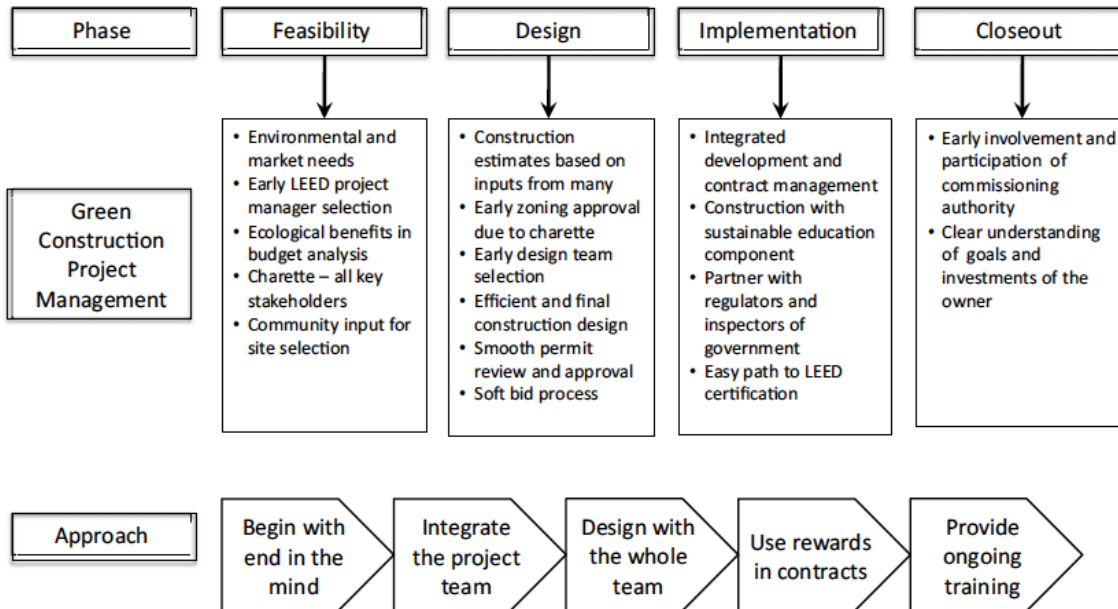 Phase
Feasibility
Design
Implementation
Closeout
Green
Construction
Project
Management
• Environmental and
market needs
• Early LEED project
manager selection
• Ecological benefits in
budget analysis
• Charette – all key
stakeholders
• Community input for
site selection
• Construction
estimates based on
inputs from many
• Early zoning approval
due to charette
• Early design team
selection
• Efficient and final
construction design
• Smooth permit
review and approval
• Soft bid process
• Integrated
development and
contract management
• Construction with
sustainable education
component
• Partner with
regulators and
inspectors of
government
• Easy path to LEED
certification
• Early involvement and
participation of
commissioning
authority
• Clear understanding
of goals and
investments of the
owner
Approach
Begin with
end in the
mind
Integrate
the project
team
Design with
the whole
team
Use rewards
in contracts
Provide
ongoing
training